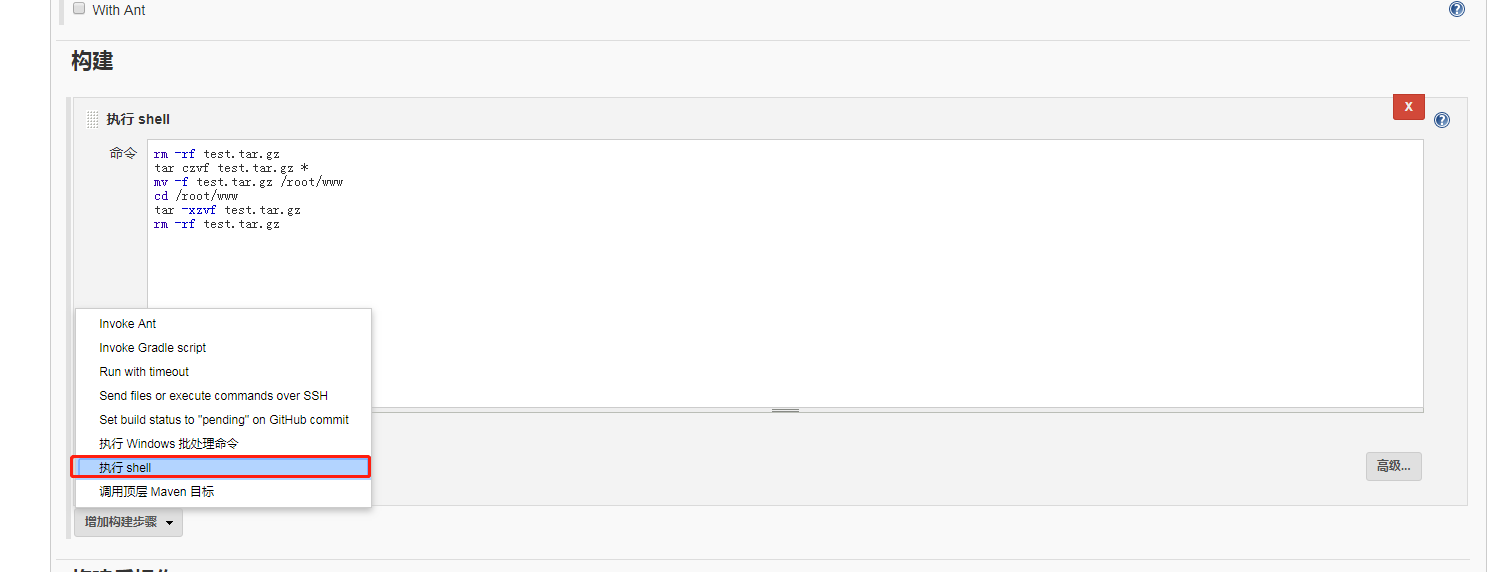 With Ant
构建
执行 shell
X
命令
rm -rf test.tar.gz
tar czvf test.tar.gz *
mv -f test.tar.gz /root/www
cd /root/www
tar -xzvf test.tar.gz
rm -rf test.tar.gz
Invoke Ant
Invoke Gradle script
Run with timeout
Send files or execute commands over SSH
Set build status to "pending" on GitHub commit
执行 Windows 批处理命令
执行 shell
调用顶层 Maven 目标
高级...
增加构建步骤